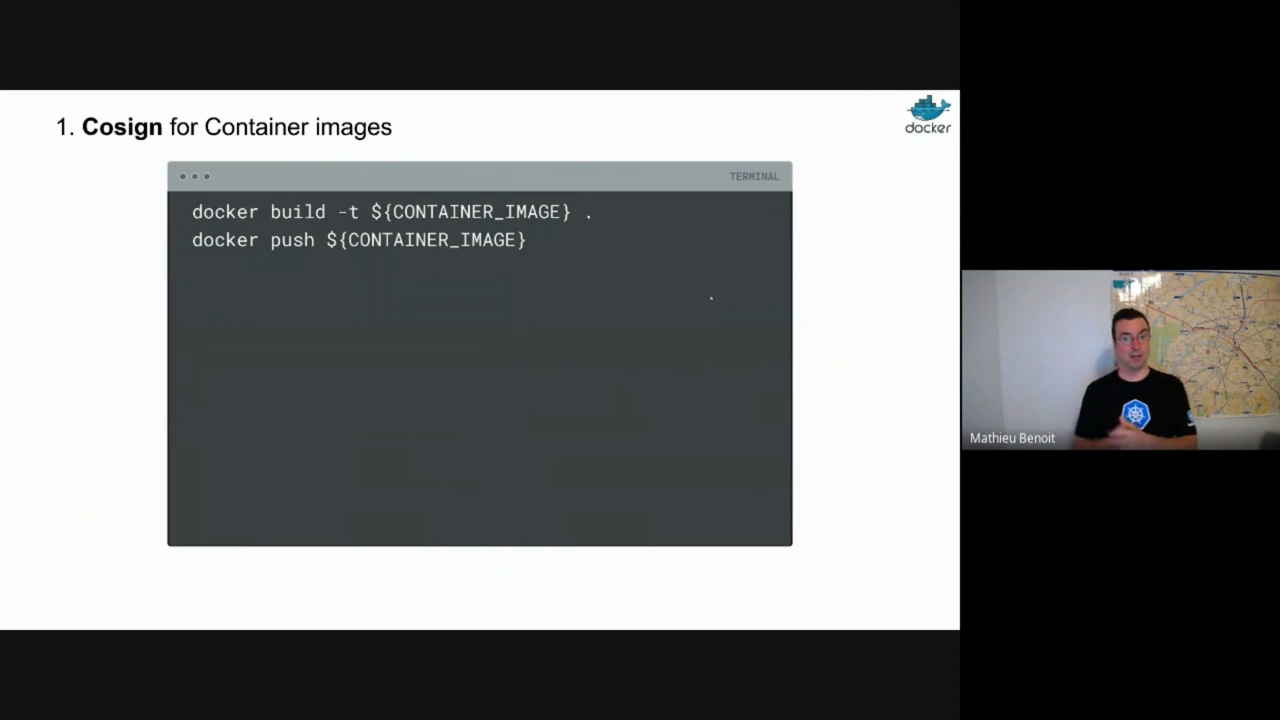 1. Cosign for Container images
docker
TERMINAL
docker build -t ${CONTAINER_IMAGE} .
docker push ${CONTAINER_IMAGE}
Mathieu Benoit